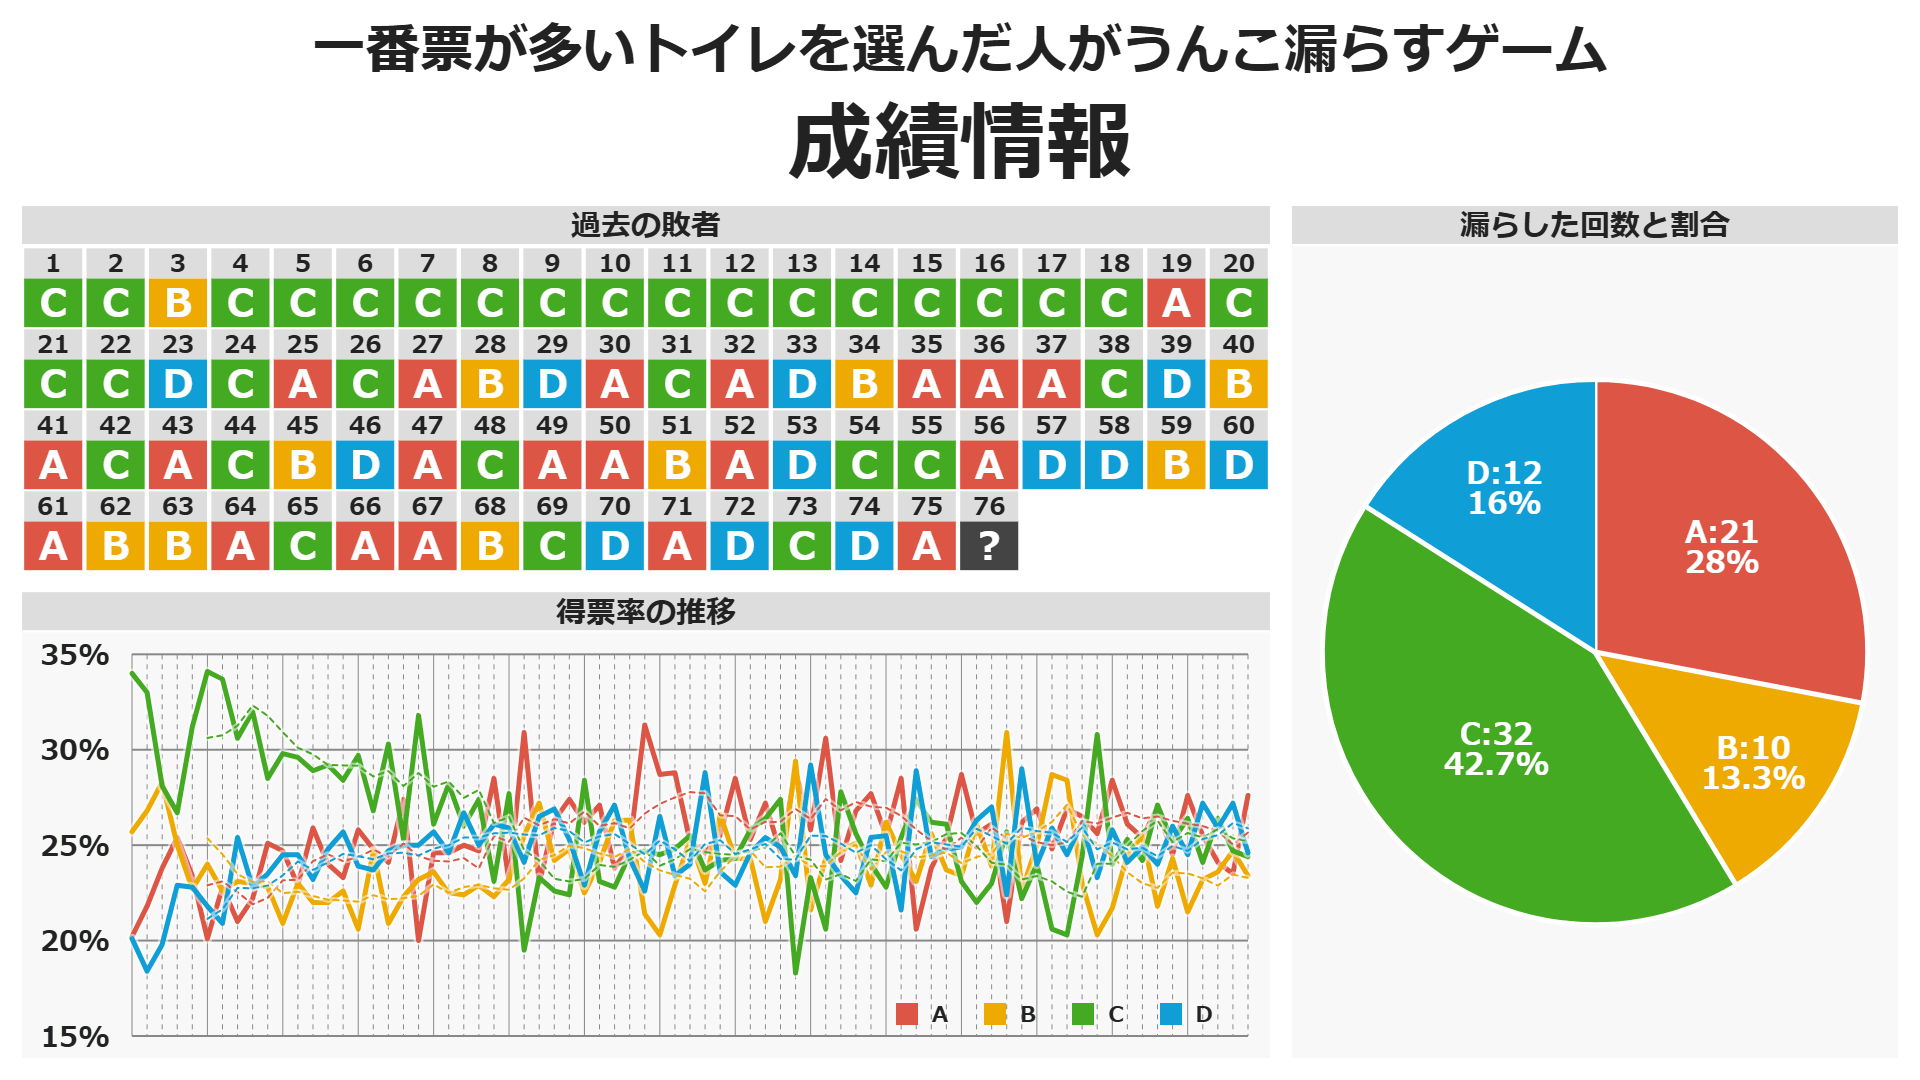 一番票が多いトイレを選んだ人がうんこ漏らすゲーム
成績情報
過去の敗者
1 2 3 4 5 6 7 8 9 10 11 12 13 14 15 16 17 18 19 20
C C B C C C C C C C C C C C C C C C A C
21 22 23 24 25 26 27 28 29 30 31 32 33 34 35 36 37 38 39 40
C C D C A C A B D A C A D B A A A C D B
41 42 43 44 45 46 47 48 49 50 51 52 53 54 55 56 57 58 59 60
A C A C B D A C A A B A D C C A D D B D
61 62 63 64 65 66 67 68 69 70 71 72 73 74 75 76
A B B A C A A B C D A D C D A ?
得票率の推移
35%
30%
25%
20%
15%
A B C D
漏らした回数と割合
D:12
16%
A:21
28%
C:32
42.7%
B:10
13.3%